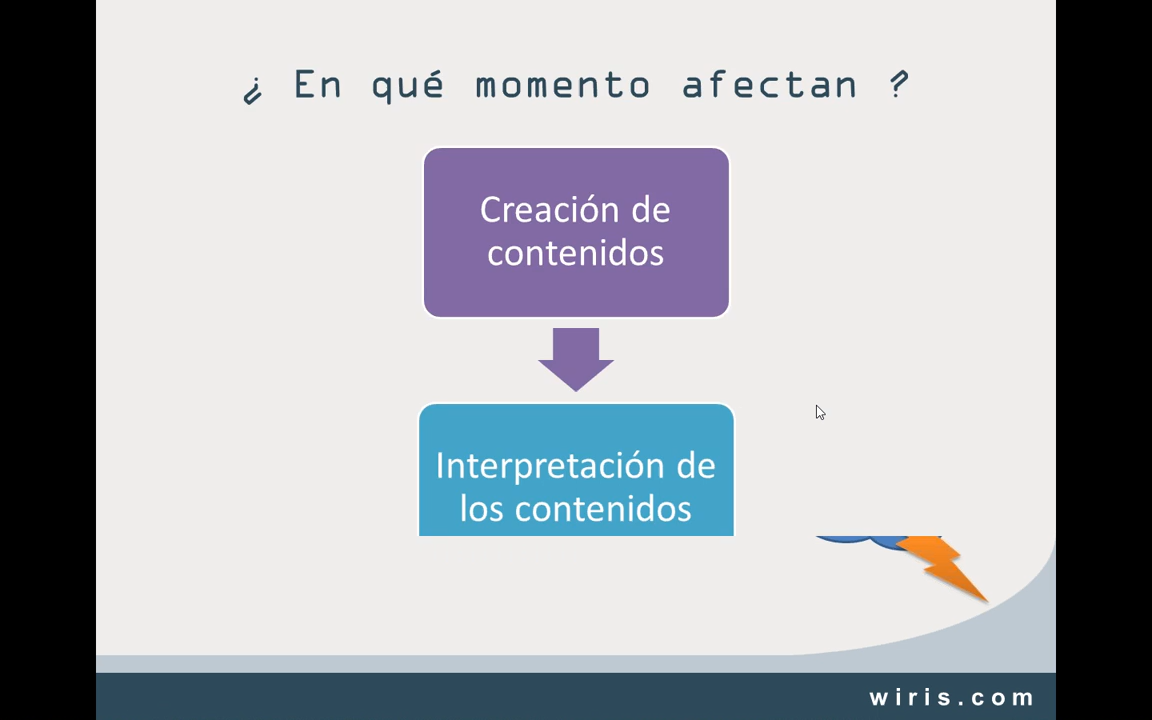 ¿ En qué momento afectan ?
Creación de
contenidos
Interpretación de
los contenidos
wiris.com